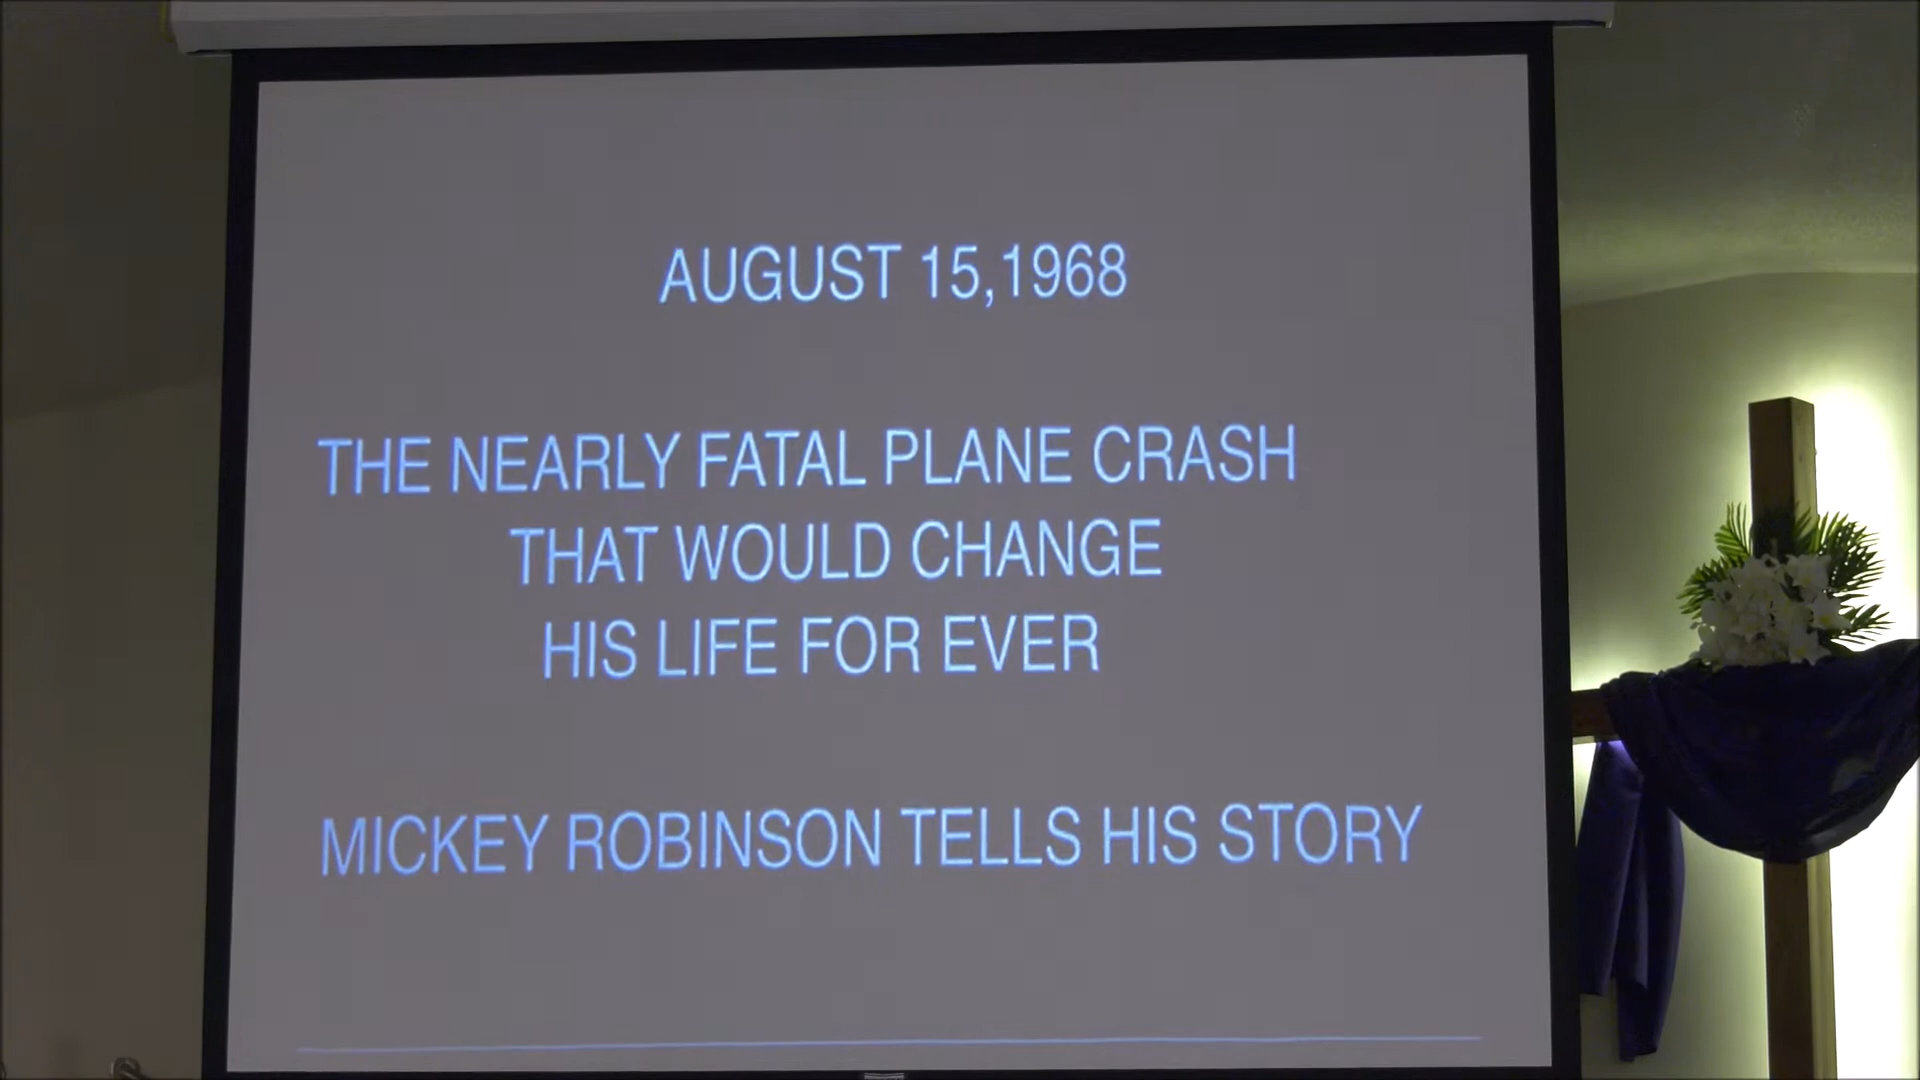 AUGUST 15,1968
THE NEARLY FATAL PLANE CRASH
THAT WOULD CHANGE
HIS LIFE FOR EVER
MICKEY ROBINSON TELLS HIS STORY